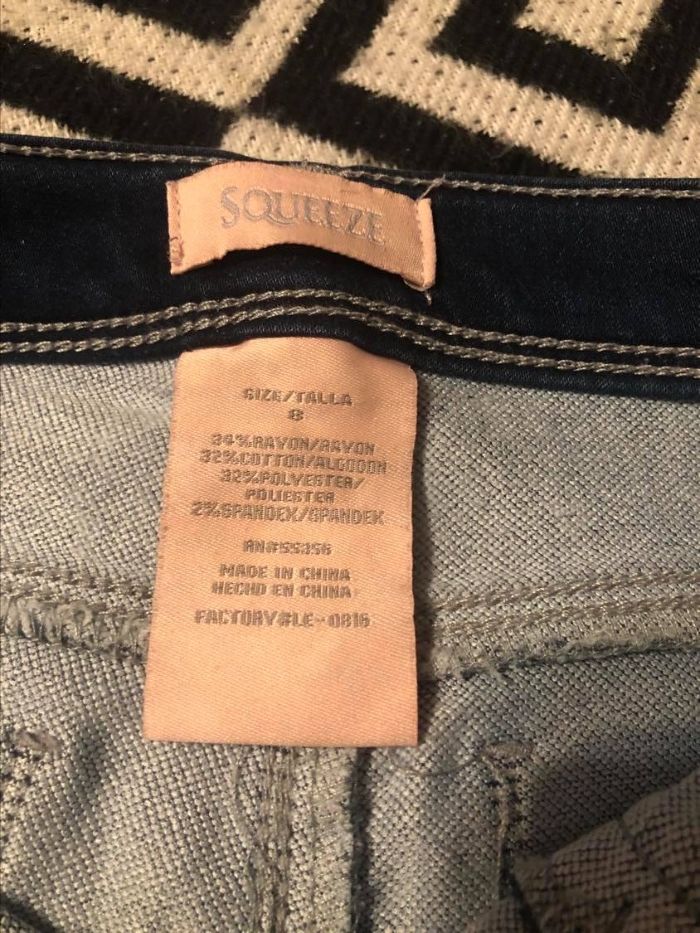 SQUEEZE
SIZE/TALLA
8
34%RAYON/RAYON
32%COTTON/ALGODON
32%POLYESTER/
POLIESTER
2%SPANDEX/SPANDEX
RN#55356
MADE IN CHINA
HECHO EN CHINA
FACTORY#LE-0816